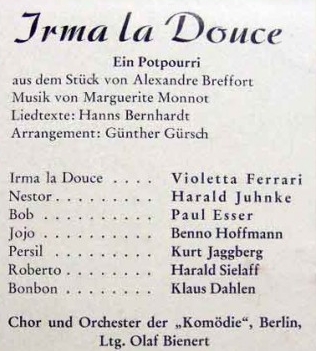 Irma la Douce
Ein Potpourri
aus dem Stück von Alexandre Breffort
Musik von Marguerite Monnot
Liedtexte: Hanns Bernhardt
Arrangement: Günther Gürsch
Irma la Douce . . . . Violetta Ferrari
Nestor . . . . . . . . . Harald Juhnke
Bob . . . . . . . . . . Paul Esser
Jojo . . . . . . . . . . Benno Hoffmann
Persil . . . . . . . . . Kurt Jaggberg
Roberto . . . . . . . . Harald Sielaff
Bonbon . . . . . . . . Klaus Dahlen
Chor und Orchester der „Komödie“, Berlin,
Ltg. Olaf Bienert